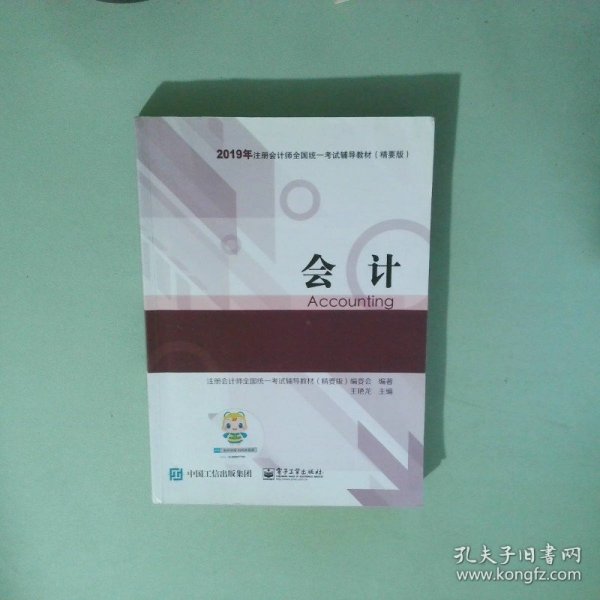 2019年注册会计师全国统一考试辅导教材（精要版）
会 计
Accounting
注册会计师全国统一考试辅导教材（精要版）编委会 编著
王艳龙 主编
中国工信出版集团
电子工业出版社
孔夫子旧书网
www.kongfz.com